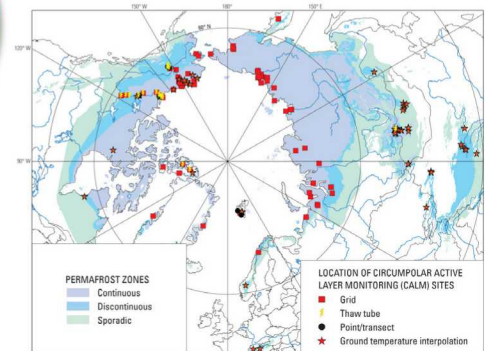 150° W
180°
150° E
120° W
60° N
90° W
PERMAFROST ZONES
Continuous
Discontinuous
Sporadic
LOCATION OF CIRCUMPOLAR ACTIVE
LAYER MONITORING (CALM) SITES
Grid
Thaw tube
Point/transect
Ground temperature interpolation